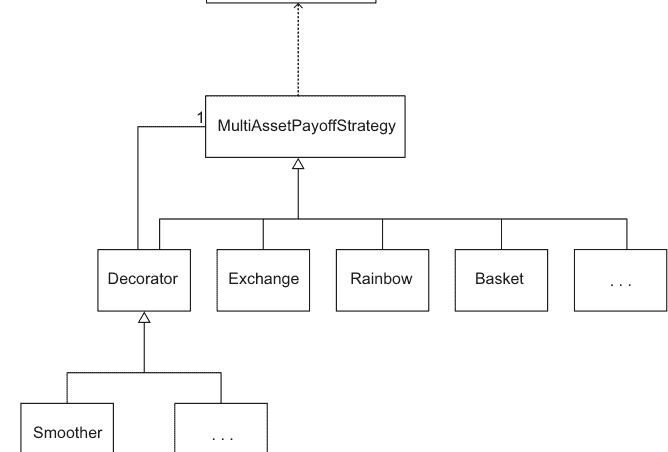 1
MultiAssetPayoffStrategy
Decorator
Exchange
Rainbow
Basket
. . .
Smoother
. . .